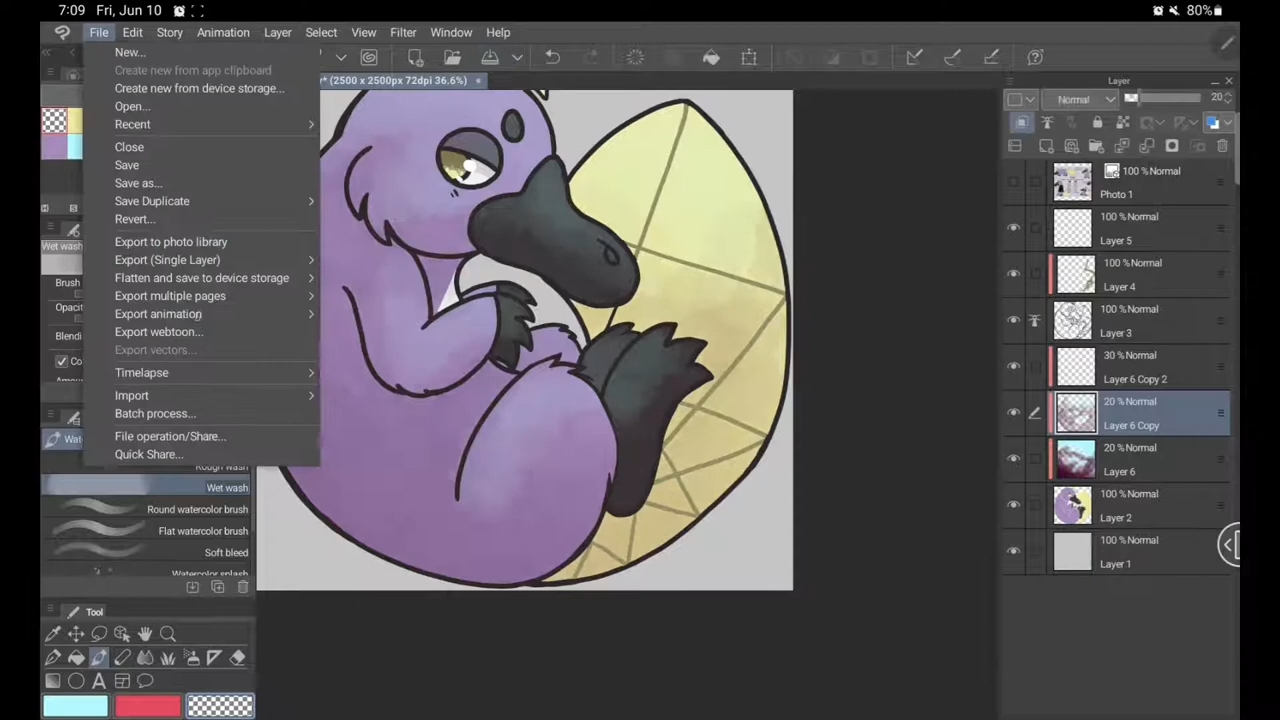 7:09 Fri, Jun 10
80%
File Edit Story Animation Layer Select View Filter Window Help
New...
Create new from app clipboard
Create new from device storage...
Open...
Recent
Close
Save
Save as...
Save Duplicate
Revert...
Export to photo library
Export (Single Layer)
Flatten and save to device storage
Export multiple pages
Export animation
Export webtoon...
Export vectors...
Timelapse
Import
Batch process...
File operation/Share...
Quick Share...
* (2500 x 2500px 72dpi 36.6%)
Wet wash
Brush
Opacit
Blendi
Co
Wate
Wet wash
Round watercolor brush
Flat watercolor brush
Soft bleed
Watercolor splash
Tool
Layer
Normal 20
100 % Normal
Photo 1
100 % Normal
Layer 5
100 % Normal
Layer 4
100 % Normal
Layer 3
30 % Normal
Layer 6 Copy 2
20 % Normal
Layer 6 Copy
20 % Normal
Layer 6
100 % Normal
Layer 2
100 % Normal
Layer 1